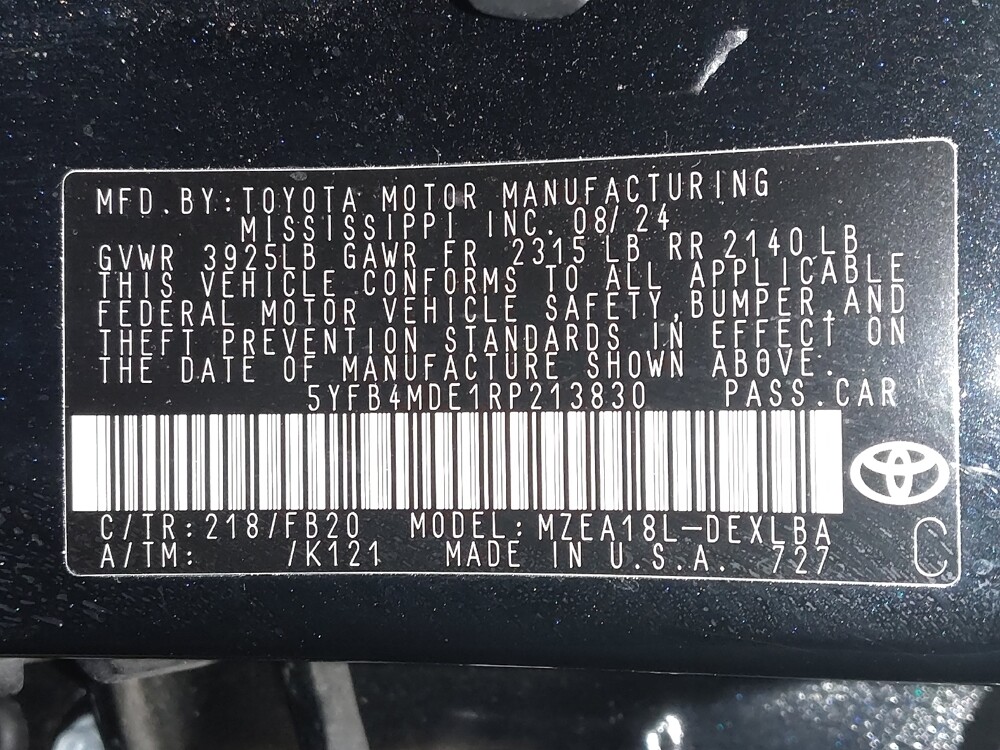 MFD.BY:TOYOTA MOTOR MANUFACTURING
MISSISSIPPI INC. 08/24
GVWR 3925LB GAWR FR 2315 LB RR 2140 LB
THIS VEHICLE CONFORMS TO ALL APPLICABLE
FEDERAL MOTOR VEHICLE SAFETY,BUMPER,AND
THEFT PREVENTION STANDARDS IN EFFECT ON
THE DATE OF MANUFACTURE SHOWN ABOVE.
5YFB4MDE1RP213830 PASS.CAR
C/TR:218/FB20 MODEL:MZEA18L-DEXLBA
A/TM: /K121 MADE IN U.S.A. 727
C